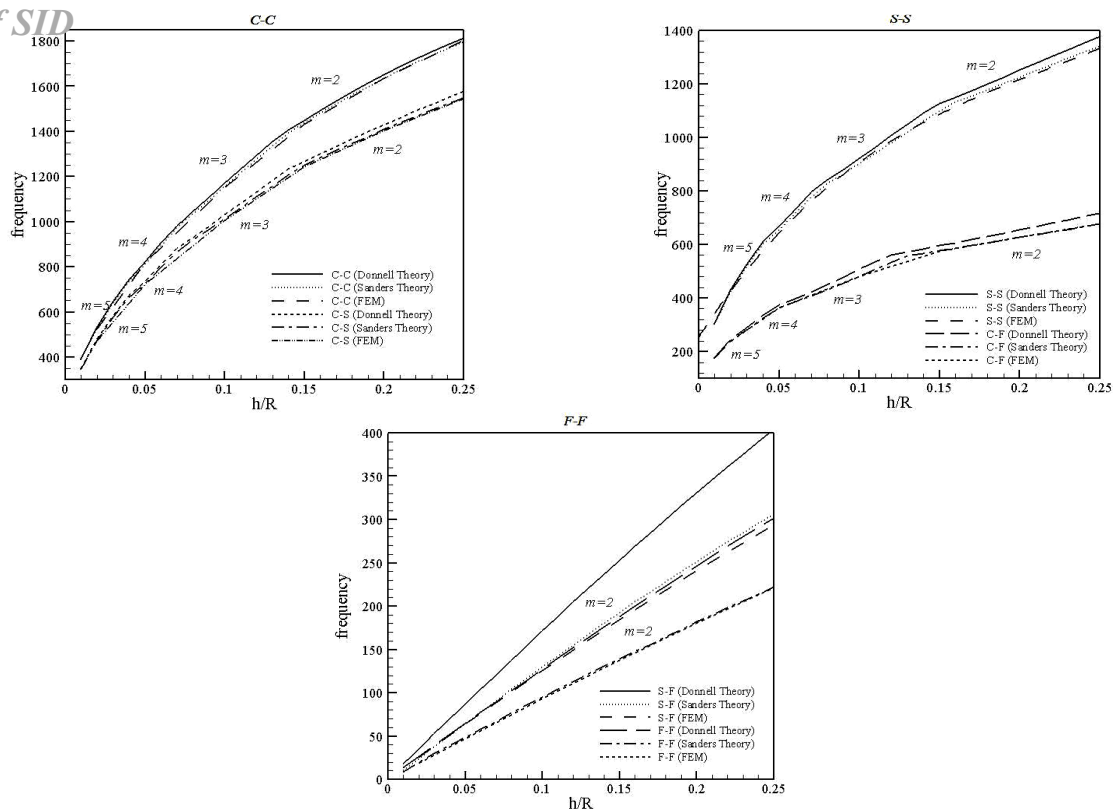 f SID
C-C
1800
1600
1400
1200
1000
800
600
400
0
0.05
0.1
0.15
0.2
0.25
frequency
h/R
m=2
m=3
m=4
m=5
m=2
m=3
m=4
m=5
C-C (Donnell Theory)
C-C (Sanders Theory)
C-C (FEM)
C-S (Donnell Theory)
C-S (Sanders Theory)
C-S (FEM)
S-S
1400
1200
1000
800
600
400
200
0
0.05
0.1
0.15
0.2
0.25
frequency
h/R
m=2
m=3
m=4
m=5
m=2
m=3
m=4
m=5
S-S (Donnell Theory)
S-S (Sanders Theory)
S-S (FEM)
C-F (Donnell Theory)
C-F (Sanders Theory)
C-F (FEM)
F-F
400
350
300
250
200
150
100
50
0
0
0.05
0.1
0.15
0.2
0.25
frequency
h/R
m=2
m=2
S-F (Donnell Theory)
S-F (Sanders Theory)
S-F (FEM)
F-F (Donnell Theory)
F-F (Sanders Theory)
F-F (FEM)